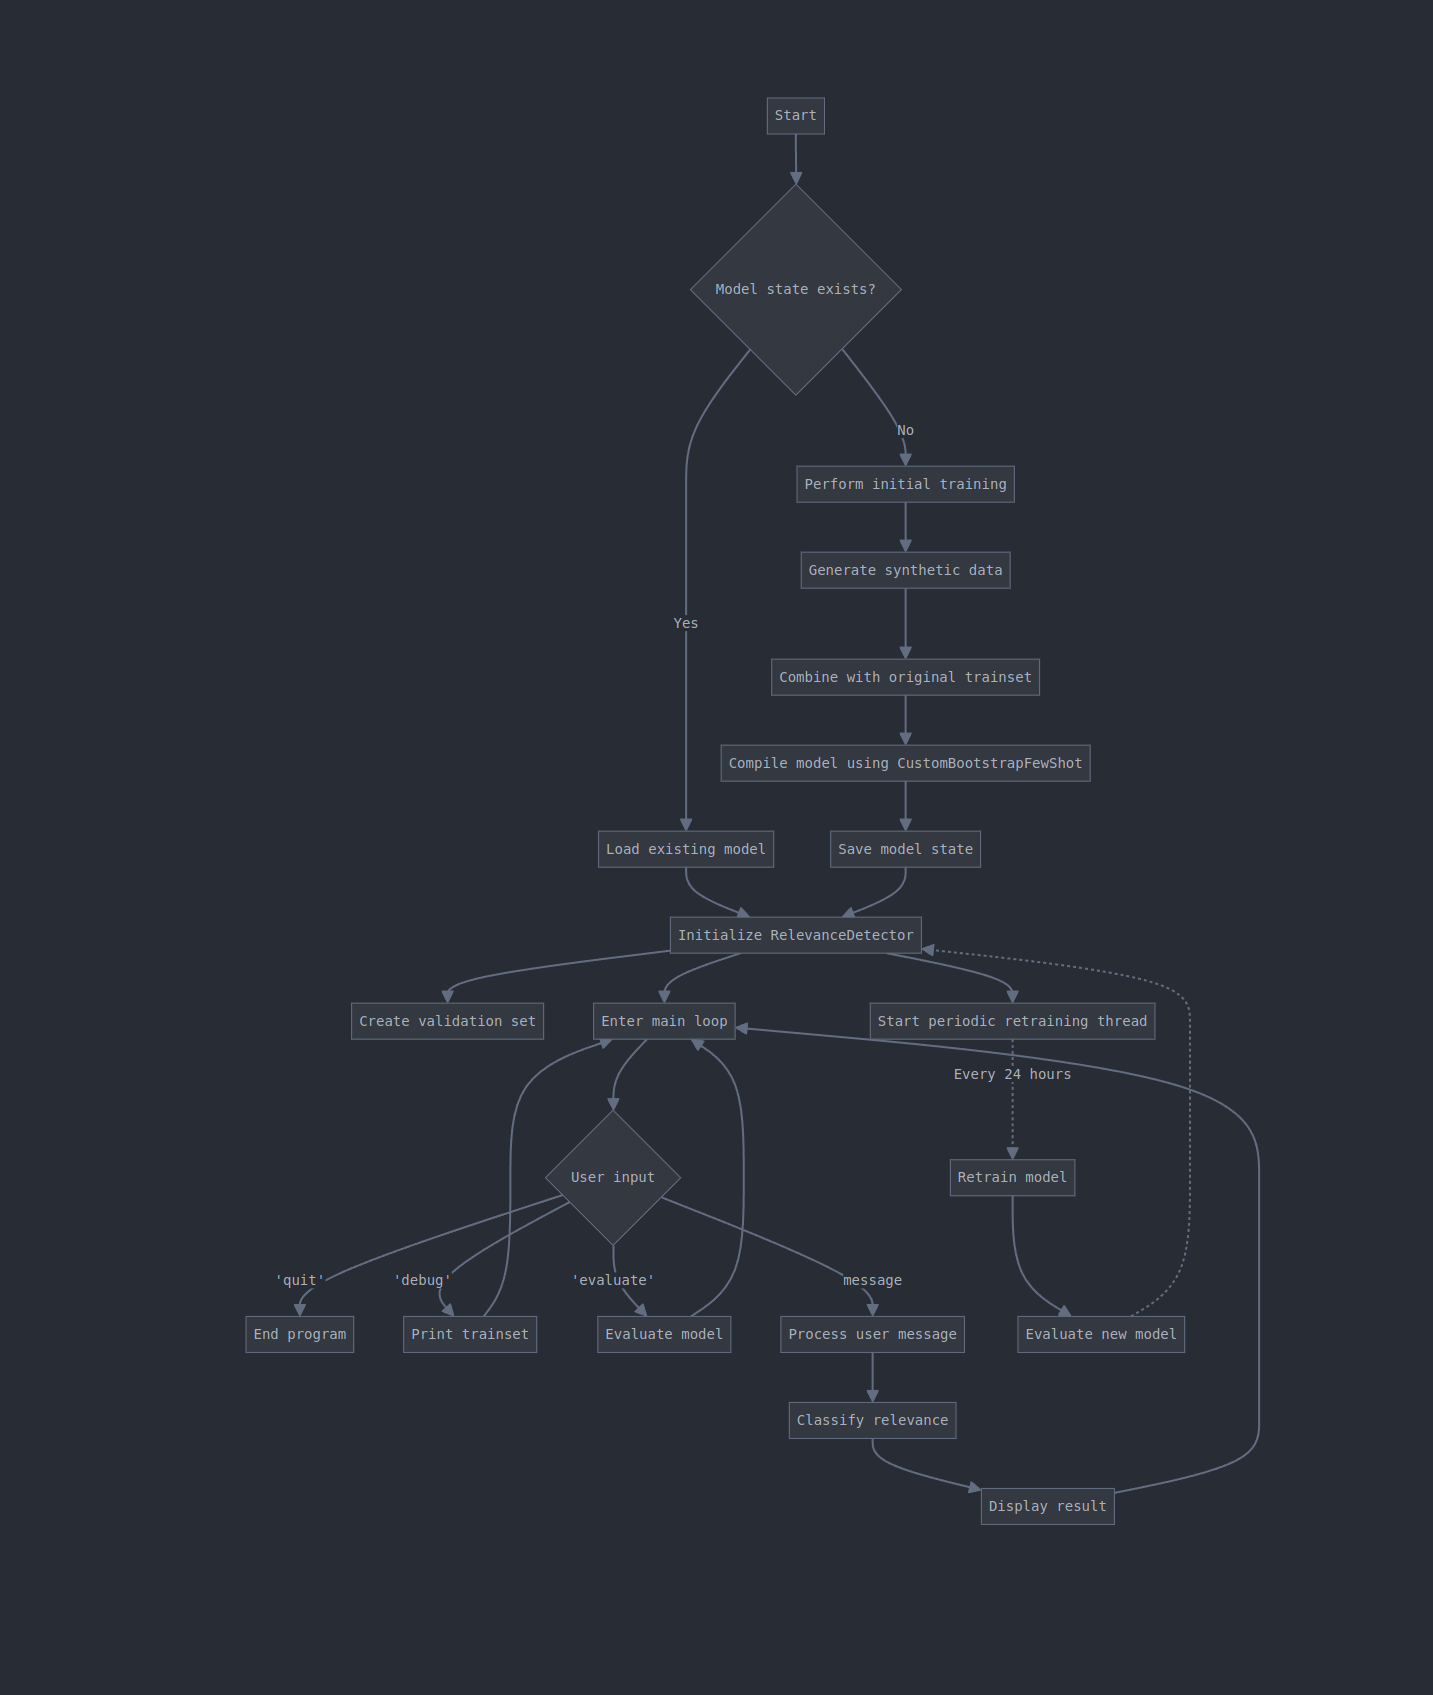 Start
Model state exists?
No
Perform initial training
Generate synthetic data
Yes
Combine with original trainset
Compile model using CustomBootstrapFewShot
Load existing model
Save model state
Initialize RelevanceDetector
Create validation set
Enter main loop
Start periodic retraining thread
Every 24 hours
User input
Retrain model
'quit'
'debug'
'evaluate'
message
End program
Print trainset
Evaluate model
Process user message
Evaluate new model
Classify relevance
Display result